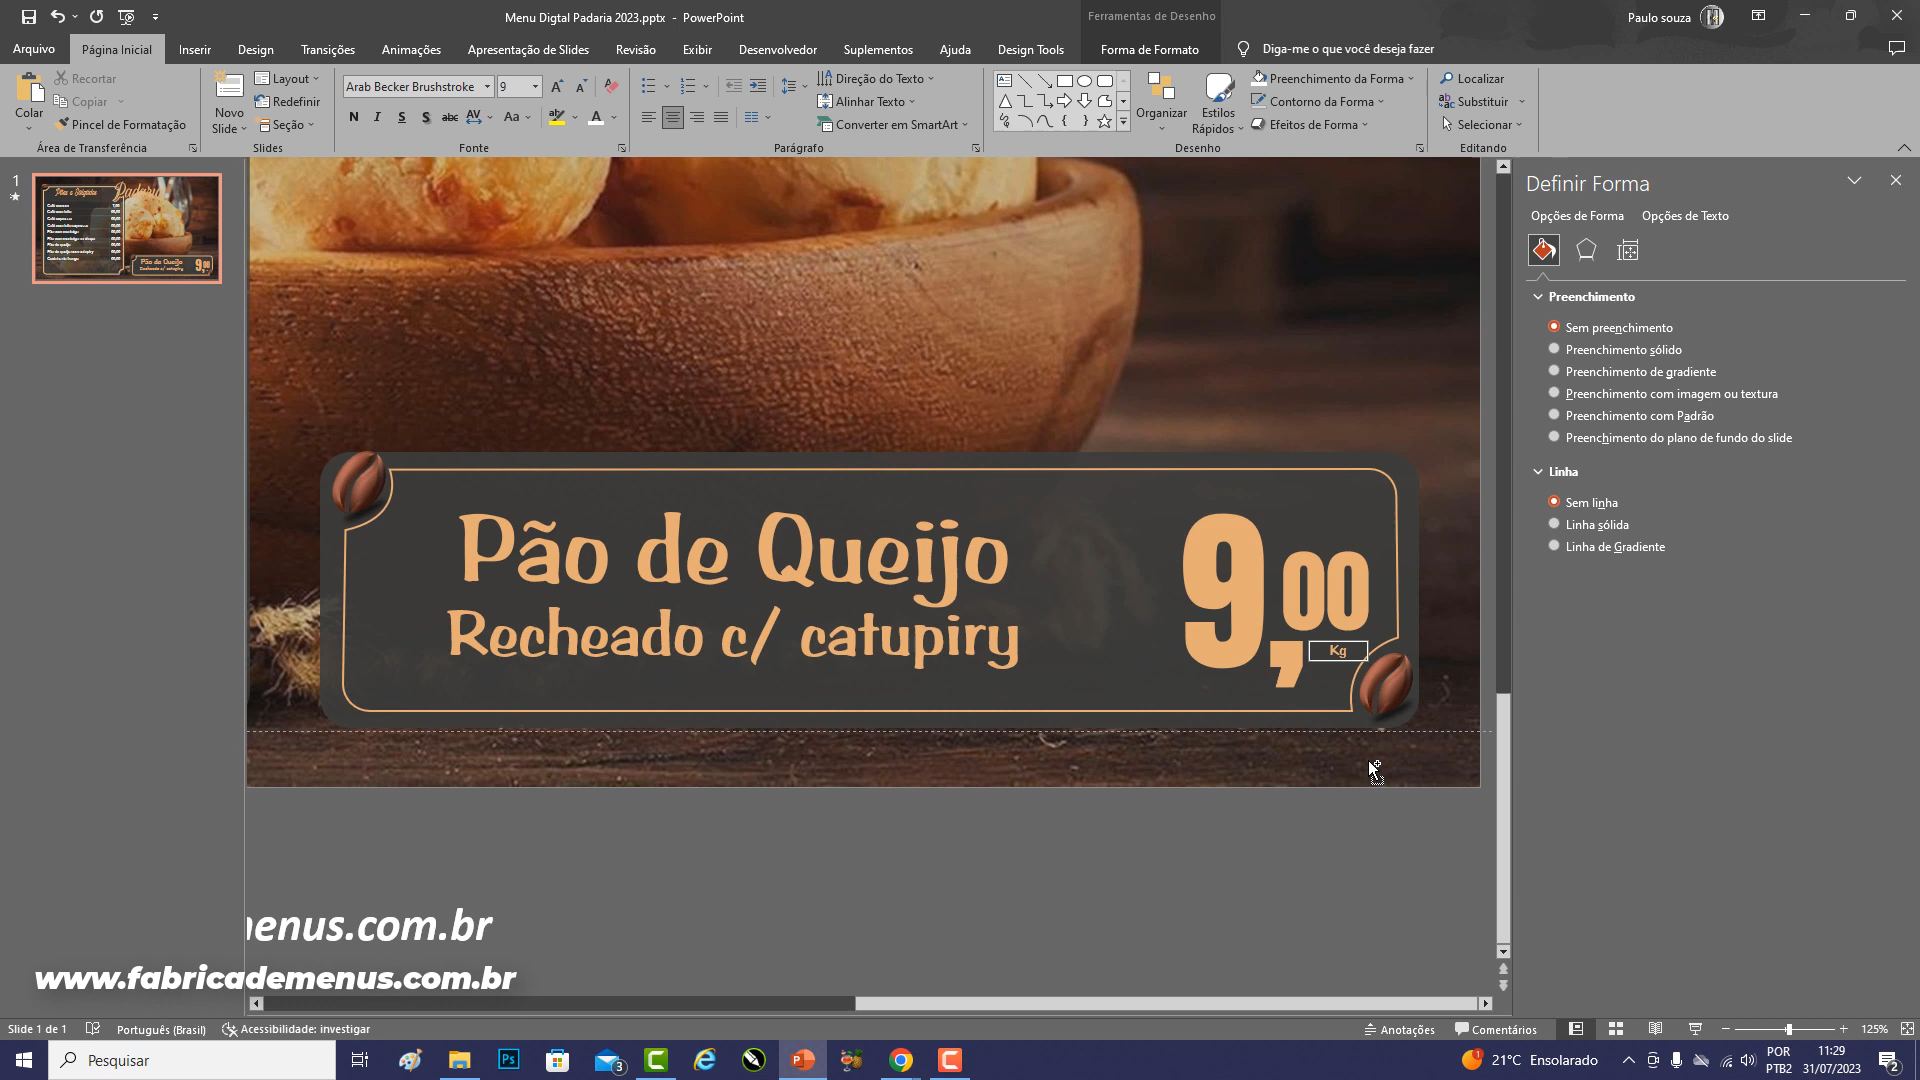 Menu Digtal Padaria 2023.pptx - PowerPoint
Ferramentas de Desenho
Paulo souza
Arquivo
Página Inicial
Inserir
Design
Transições
Animações
Apresentação de Slides
Revisão
Exibir
Desenvolvedor
Suplementos
Ajuda
Design Tools
Forma de Formato
Diga-me o que você deseja fazer
Colar
Recortar
Copiar
Pincel de Formatação
Área de Transferência
Novo Slide
Layout
Redefinir
Seção
Slides
Arab Becker Brushstroke
9
Fonte
Direção do Texto
Alinhar Texto
Converter em SmartArt
Parágrafo
Organizar
Estilos Rápidos
Preenchimento da Forma
Contorno da Forma
Efeitos de Forma
Desenho
Localizar
Substituir
Selecionar
Editando
1
Pão de Queijo
Recheado c/ catupiry
9,00
Kg
Definir Forma
Opções de Forma
Opções de Texto
Preenchimento
Sem preenchimento
Preenchimento sólido
Preenchimento de gradiente
Preenchimento com imagem ou textura
Preenchimento com Padrão
Preenchimento do plano de fundo do slide
Linha
Sem linha
Linha sólida
Linha de Gradiente
enus.com.br
www.fabricademenus.com.br
Slide 1 de 1
Português (Brasil)
Acessibilidade: investigar
Anotações
Comentários
125%
Pesquisar
21°C Ensolarado
POR
PTB2
11:29
31/07/2023